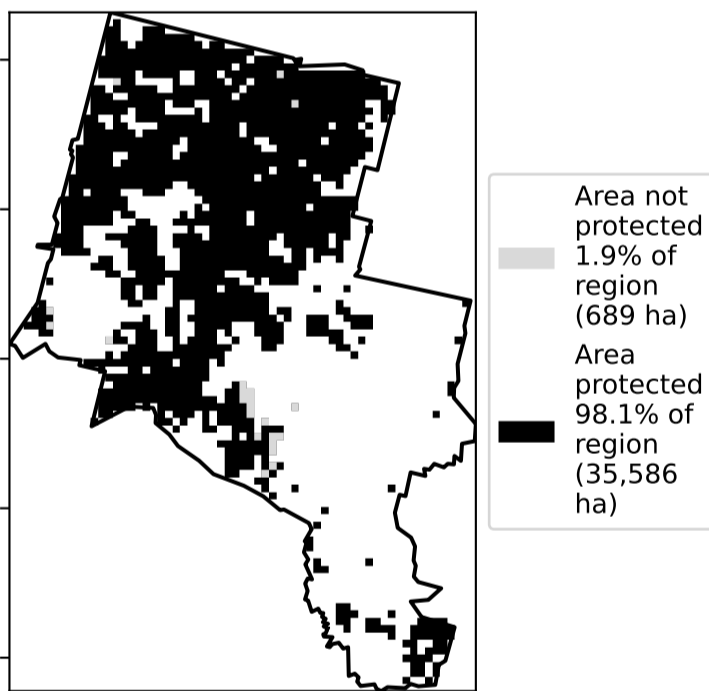 Area not
protected
1.9% of
region
(689 ha)
Area
protected
98.1% of
region
(35,586
ha)